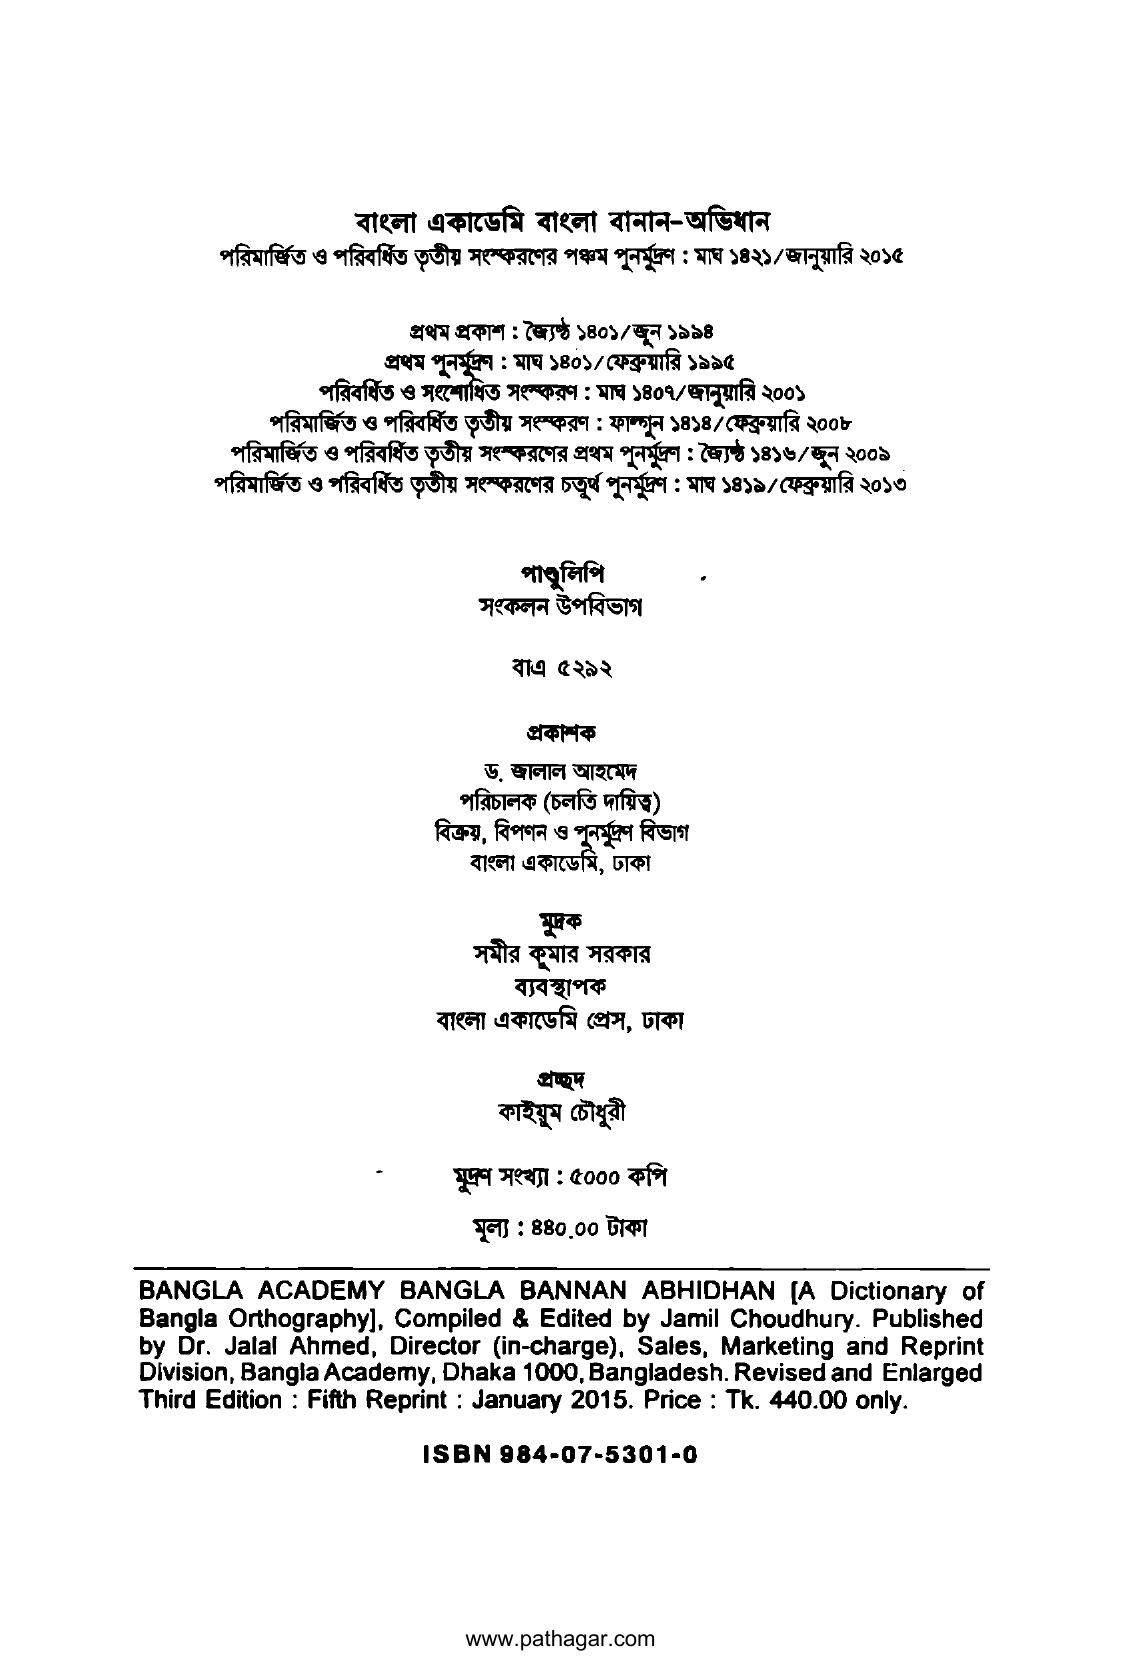 বাংলা একাডেমি বাংলা বানান-অভিধান
পরিমার্জিত ও পরিবর্ধিত তৃতীয় সংস্করণের পঞ্চম পুনর্মুদ্রণ : মাঘ ১৪২১/জানুয়ারি ২০১৫
প্রথম প্রকাশ : জ্যৈষ্ঠ ১৪০১/জুন ১৯৯৪
প্রথম পুনর্মুদ্রণ : মাঘ ১৪০১/ফেব্রুয়ারি ১৯৯৫
পরিবর্ধিত ও সংশোধিত সংস্করণ : মাঘ ১৪০৭/জানুয়ারি ২০০১
পরিমার্জিত ও পরিবর্ধিত তৃতীয় সংস্করণ : ফাল্গুন ১৪১৪/ফেব্রুয়ারি ২০০৮
পরিমার্জিত ও পরিবর্ধিত তৃতীয় সংস্করণের প্রথম পুনর্মুদ্রণ : জ্যৈষ্ঠ ১৪১৬/জুন ২০০৯
পরিমার্জিত ও পরিবর্ধিত তৃতীয় সংস্করণের চতুর্থ পুনর্মুদ্রণ : মাঘ ১৪১৯/ফেব্রুয়ারি ২০১৩
পাণ্ডুলিপি
সংকলন উপবিভাগ
বাএ ৫২৯২
প্রকাশক
ড. জালাল আহমেদ
পরিচালক (চলতি দায়িত্ব)
বিক্রয়, বিপণন ও পুনর্মুদ্রণ বিভাগ
বাংলা একাডেমি, ঢাকা
মুদ্রক
সমীর কুমার সরকার
ব্যবস্থাপক
বাংলা একাডেমি প্রেস, ঢাকা
প্রচ্ছদ
কাইয়ুম চৌধুরী
মুদ্রণ সংখ্যা : ৫০০০ কপি
মূল্য : ৪৪০.০০ টাকা
BANGLA ACADEMY BANGLA BANNAN ABHIDHAN [A Dictionary of
Bangla Orthography], Compiled & Edited by Jamil Choudhury. Published
by Dr. Jalal Ahmed, Director (in-charge), Sales, Marketing and Reprint
Division, Bangla Academy, Dhaka 1000, Bangladesh. Revised and Enlarged
Third Edition : Fifth Reprint : January 2015. Price : Tk. 440.00 only.
ISBN 984-07-5301-0
www.pathagar.com